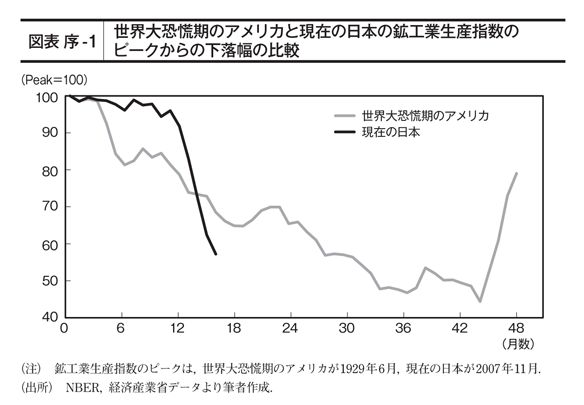 図表 序-1
世界大恐慌期のアメリカと現在の日本の鉱工業生産指数の
ピークからの下落幅の比較
(Peak=100)
100
90
80
70
60
50
40
世界大恐慌期のアメリカ
現在の日本
0 6 12 18 24 30 36 42 48
(月数)
(注) 鉱工業生産指数のピークは, 世界大恐慌期のアメリカが1929年6月, 現在の日本が2007年11月.
(出所) NBER, 経済産業省データより筆者作成.